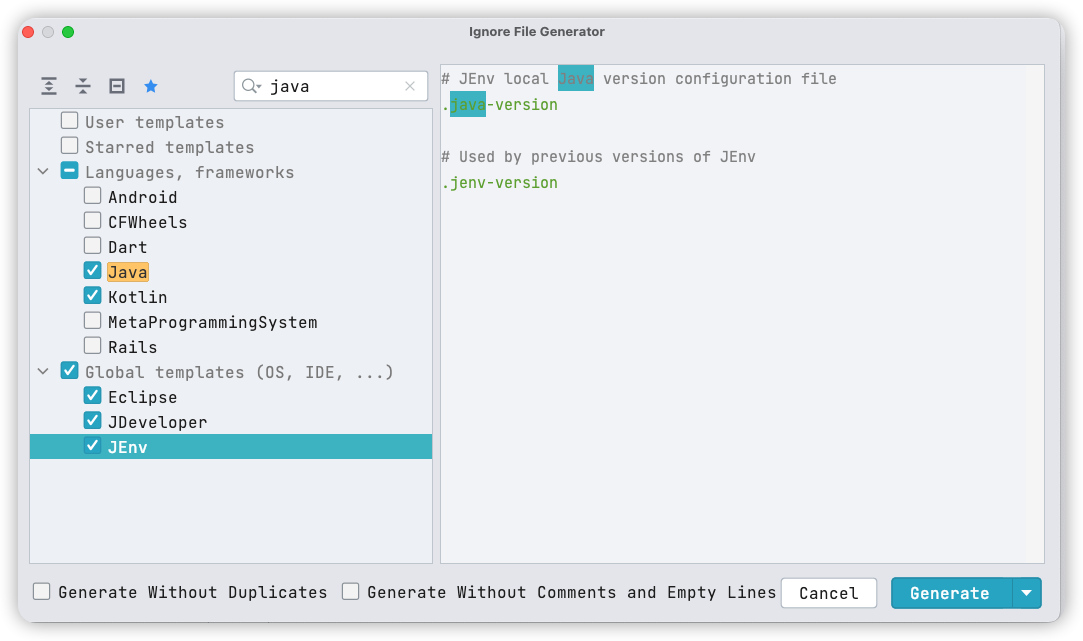 Ignore File Generator
java
User templates
Starred templates
Languages, frameworks
Android
CFWheels
Dart
Java
Kotlin
MetaProgrammingSystem
Rails
Global templates (OS, IDE, ...)
Eclipse
JDeveloper
JEnv
# JEnv local Java version configuration file
.java-version
# Used by previous versions of JEnv
.jenv-version
Generate Without Duplicates
Generate Without Comments and Empty Lines
Cancel
Generate